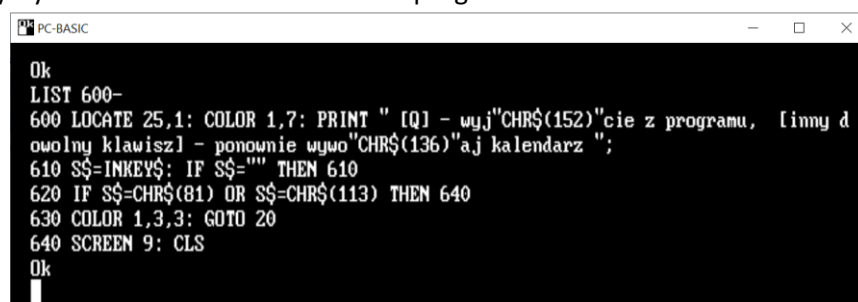 PC-BASIC
Ok
LIST 600-
600 LOCATE 25,1: COLOR 1,7: PRINT " [Q] - wyj"CHR$(152)"cie z programu,  [inny d
owolny klawisz] - ponownie wywo"CHR$(136)"aj kalendarz ";
610 S$=INKEY$: IF S$="" THEN 610
620 IF S$=CHR$(81) OR S$=CHR$(113) THEN 640
630 COLOR 1,3,3: GOTO 20
640 SCREEN 9: CLS
Ok